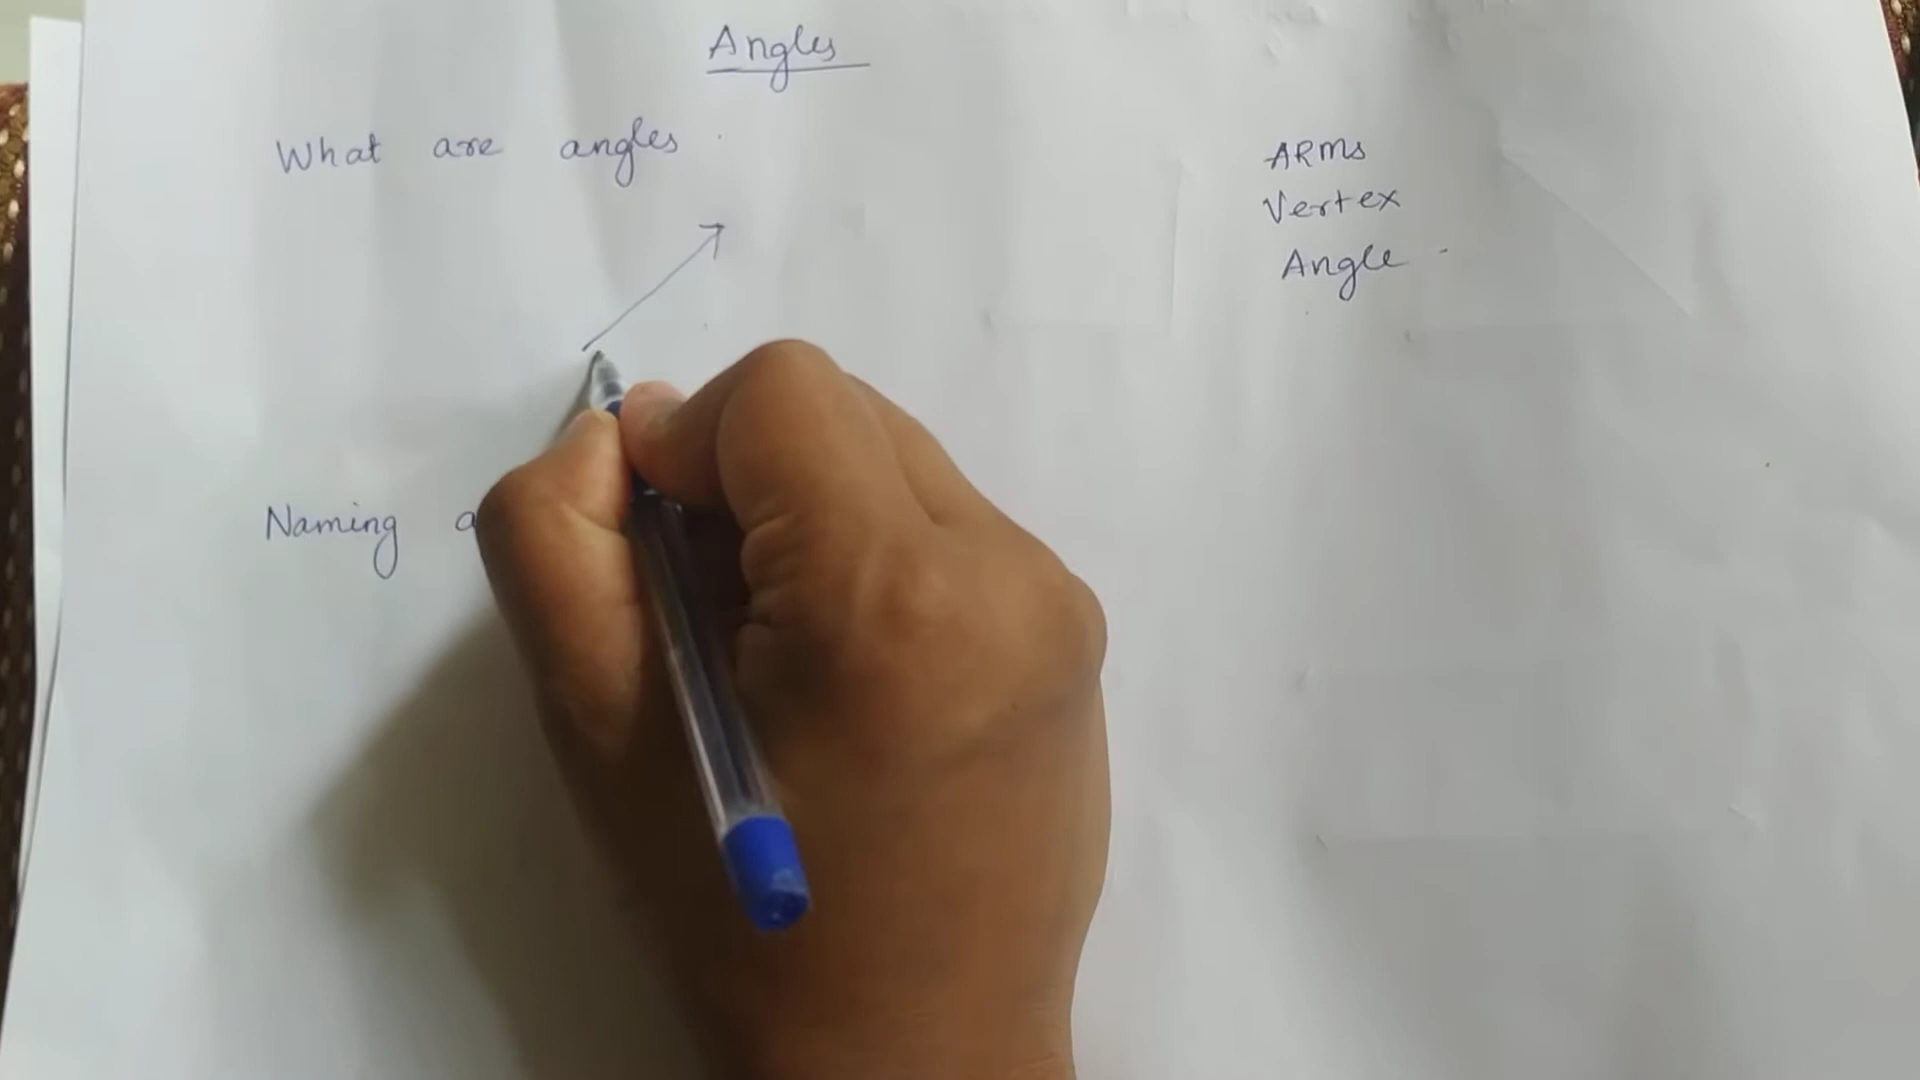 Angles
What are angles.
ARMs
Vertex
Angle -
Naming